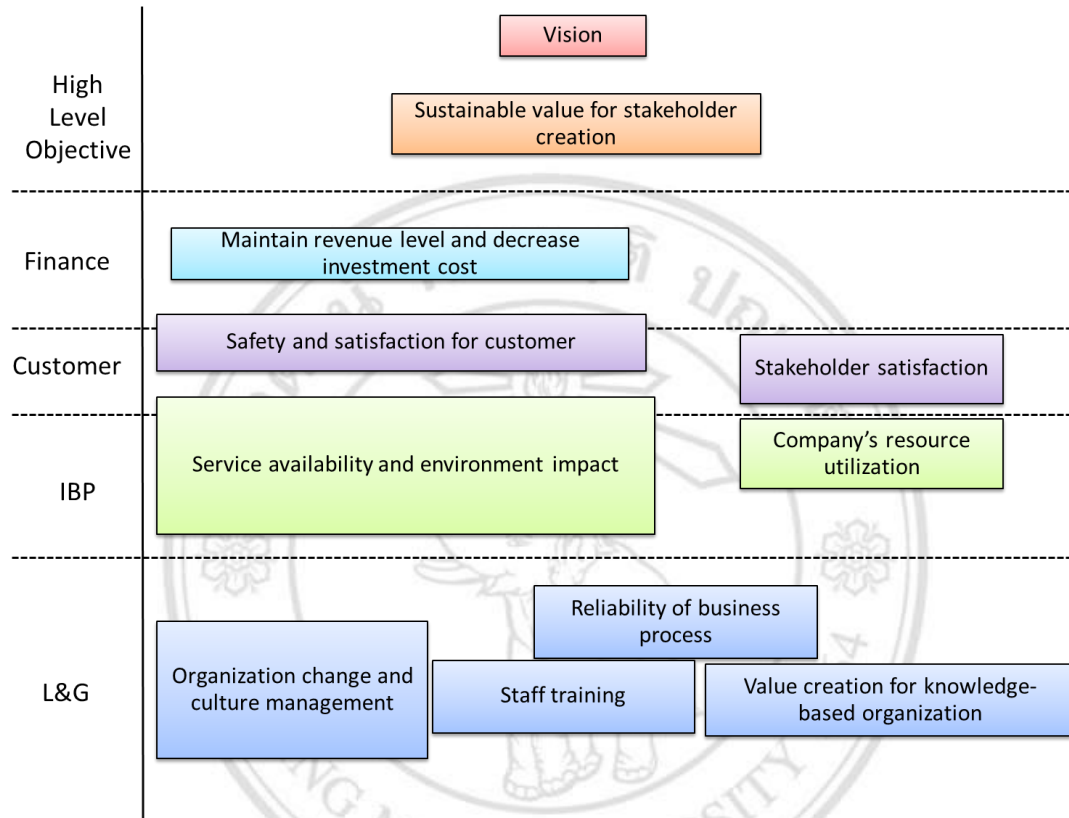 Vision
High
Level
Objective
Sustainable value for stakeholder
creation
Finance
Maintain revenue level and decrease
investment cost
Customer
Safety and satisfaction for customer
Stakeholder satisfaction
IBP
Service availability and environment impact
Company’s resource
utilization
L&G
Reliability of business
process
Organization change and
culture management
Staff training
Value creation for knowledge-
based organization